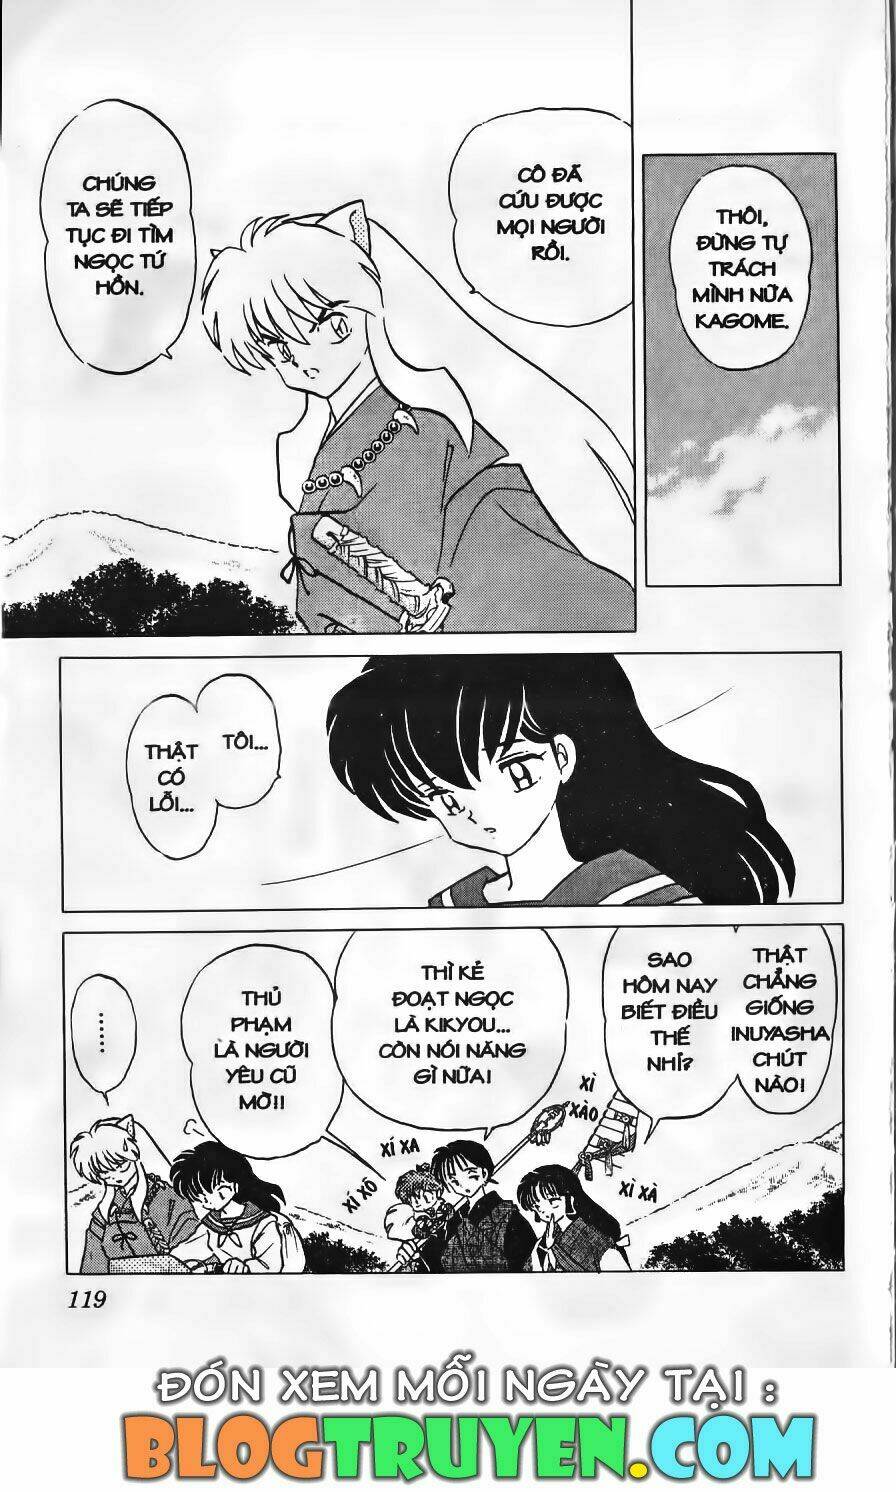 THÔI,
ĐỪNG TỰ
TRÁCH
MÌNH NỮA
KAGOME.
CÔ ĐÃ
CỨU ĐƯỢC
MỌI NGƯỜI
RỒI.
CHÚNG
TA SẼ TIẾP
TỤC ĐI TÌM
NGỌC TỨ
HỒN.
TÔI...
THẬT
CÓ
LỖI...
THẬT
CHẲNG
GIỐNG
INUYASHA
CHÚT
NÀO!
SAO
HÔM NAY
BIẾT ĐIỀU
THẾ
NHỈ?
XÌ
XÀO
XÌ XÀ
THÌ KẺ
ĐOẠT NGỌC
LÀ KIKYOU...
CÒN NÓI NĂNG
GÌ NỮA!
XÍ XA
XÍ XÔ
THỦ
PHẠM
LÀ NGƯỜI
YÊU CŨ
MỜ!!
......
119
ĐÓN XEM MỖI NGÀY TẠI :
BLOGTRUYEN.COM